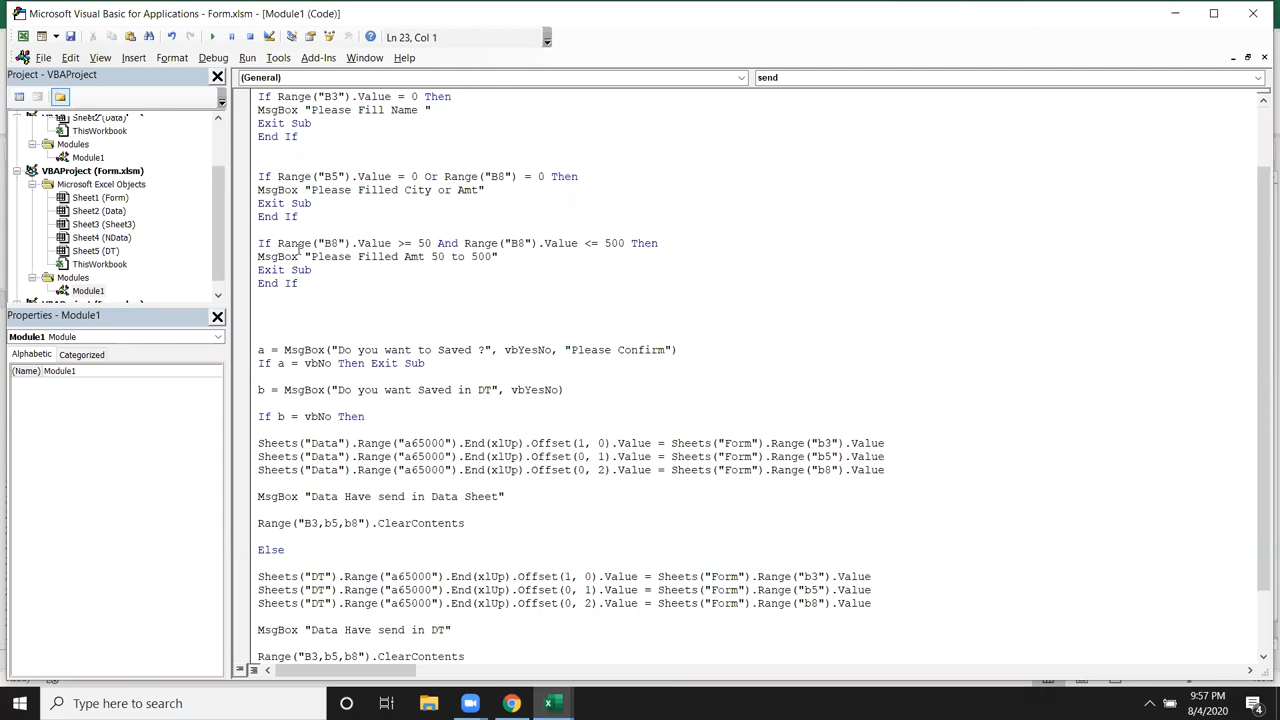 Microsoft Visual Basic for Applications - Form.xlsm - [Module1 (Code)]
Ln 23, Col 1
File Edit View Insert Format Debug Run Tools Add-Ins Window Help
Project - VBAProject
(General)
send
Sheet2 (Data)
ThisWorkbook
Modules
Module1
VBAProject (Form.xlsm)
Microsoft Excel Objects
Sheet1 (Form)
Sheet2 (Data)
Sheet3 (Sheet3)
Sheet4 (NData)
Sheet5 (DT)
ThisWorkbook
Modules
Module1
Properties - Module1
Module1 Module
Alphabetic Categorized
(Name) Module1
If Range("B3").Value = 0 Then
MsgBox "Please Fill Name "
Exit Sub
End If
If Range("B5").Value = 0 Or Range("B8") = 0 Then
MsgBox "Please Filled City or Amt"
Exit Sub
End If
If Range("B8").Value >= 50 And Range("B8").Value <= 500 Then
MsgBox "Please Filled Amt 50 to 500"
Exit Sub
End If
a = MsgBox("Do you want to Saved ?", vbYesNo, "Please Confirm")
If a = vbNo Then Exit Sub
b = MsgBox("Do you want Saved in DT", vbYesNo)
If b = vbNo Then
Sheets("Data").Range("a65000").End(xlUp).Offset(1, 0).Value = Sheets("Form").Range("b3").Value
Sheets("Data").Range("a65000").End(xlUp).Offset(0, 1).Value = Sheets("Form").Range("b5").Value
Sheets("Data").Range("a65000").End(xlUp).Offset(0, 2).Value = Sheets("Form").Range("b8").Value
MsgBox "Data Have send in Data Sheet"
Range("B3,b5,b8").ClearContents
Else
Sheets("DT").Range("a65000").End(xlUp).Offset(1, 0).Value = Sheets("Form").Range("b3").Value
Sheets("DT").Range("a65000").End(xlUp).Offset(0, 1).Value = Sheets("Form").Range("b5").Value
Sheets("DT").Range("a65000").End(xlUp).Offset(0, 2).Value = Sheets("Form").Range("b8").Value
MsgBox "Data Have send in DT"
Range("B3,b5,b8").ClearContents
Type here to search
9:57 PM
8/4/2020
4